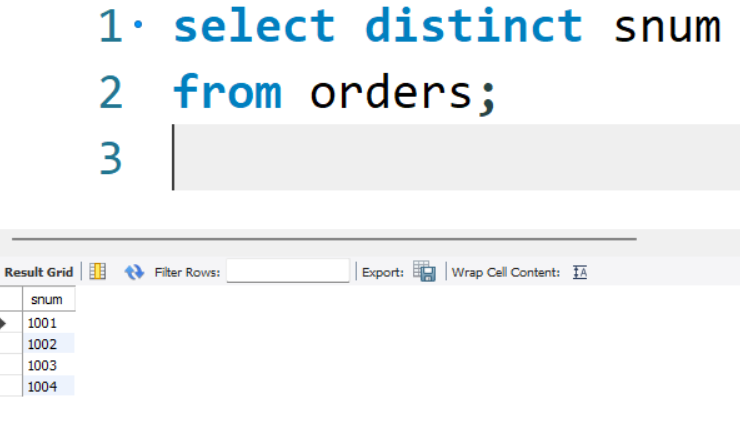 1 select distinct snum
2 from orders;
3
Result Grid Filter Rows: Export: Wrap Cell Content: IA
snum
1001
1002
1003
1004